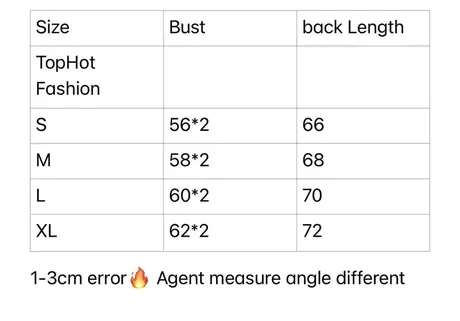 Size Bust back Length
TopHot
Fashion
S 56*2 66
M 58*2 68
L 60*2 70
XL 62*2 72
1-3cm error🔥 Agent measure angle different